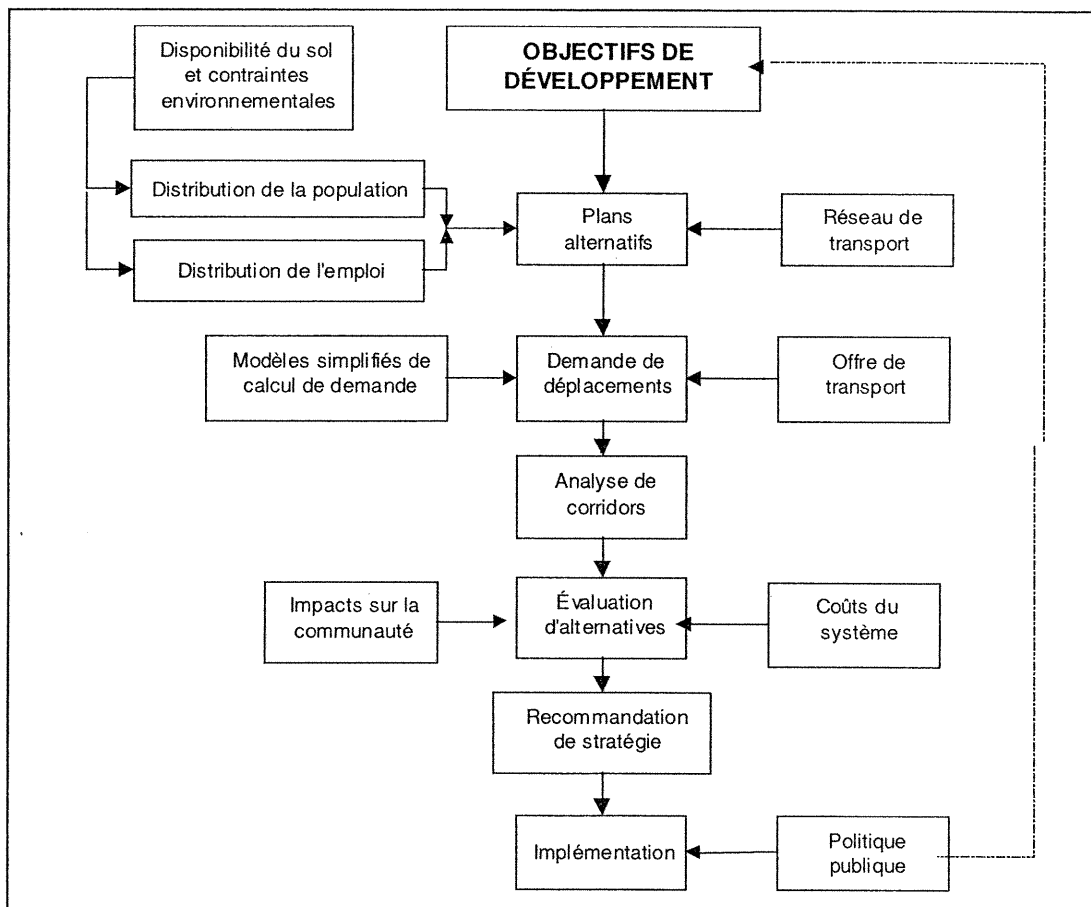 Disponibilité du sol
et contraintes
environnementales
OBJECTIFS DE
DÉVELOPPEMENT
Distribution de la population
Distribution de l'emploi
Plans
alternatifs
Réseau de
transport
Modèles simplifiés de
calcul de demande
Demande de
déplacements
Offre de
transport
Analyse de
corridors
Impacts sur la
communauté
Évaluation
d'alternatives
Coûts du
système
Recommandation
de stratégie
Implémentation
Politique
publique